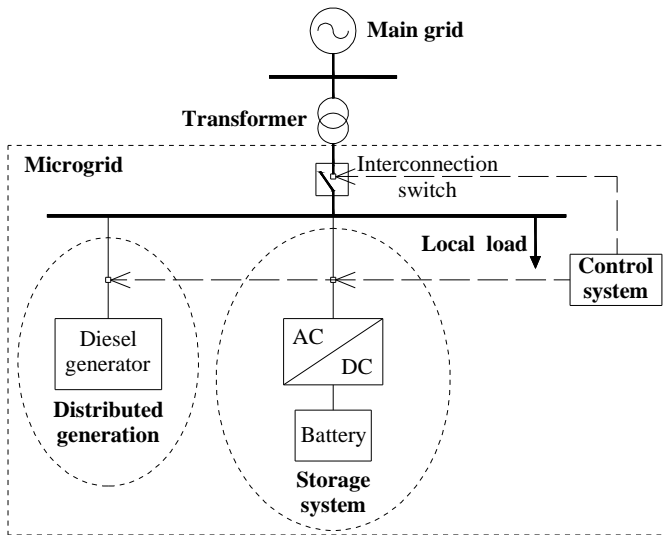 Main grid
Transformer
Microgrid
Interconnection
switch
Local load
Control
system
Diesel
generator
AC
DC
Distributed
generation
Battery
Storage
system